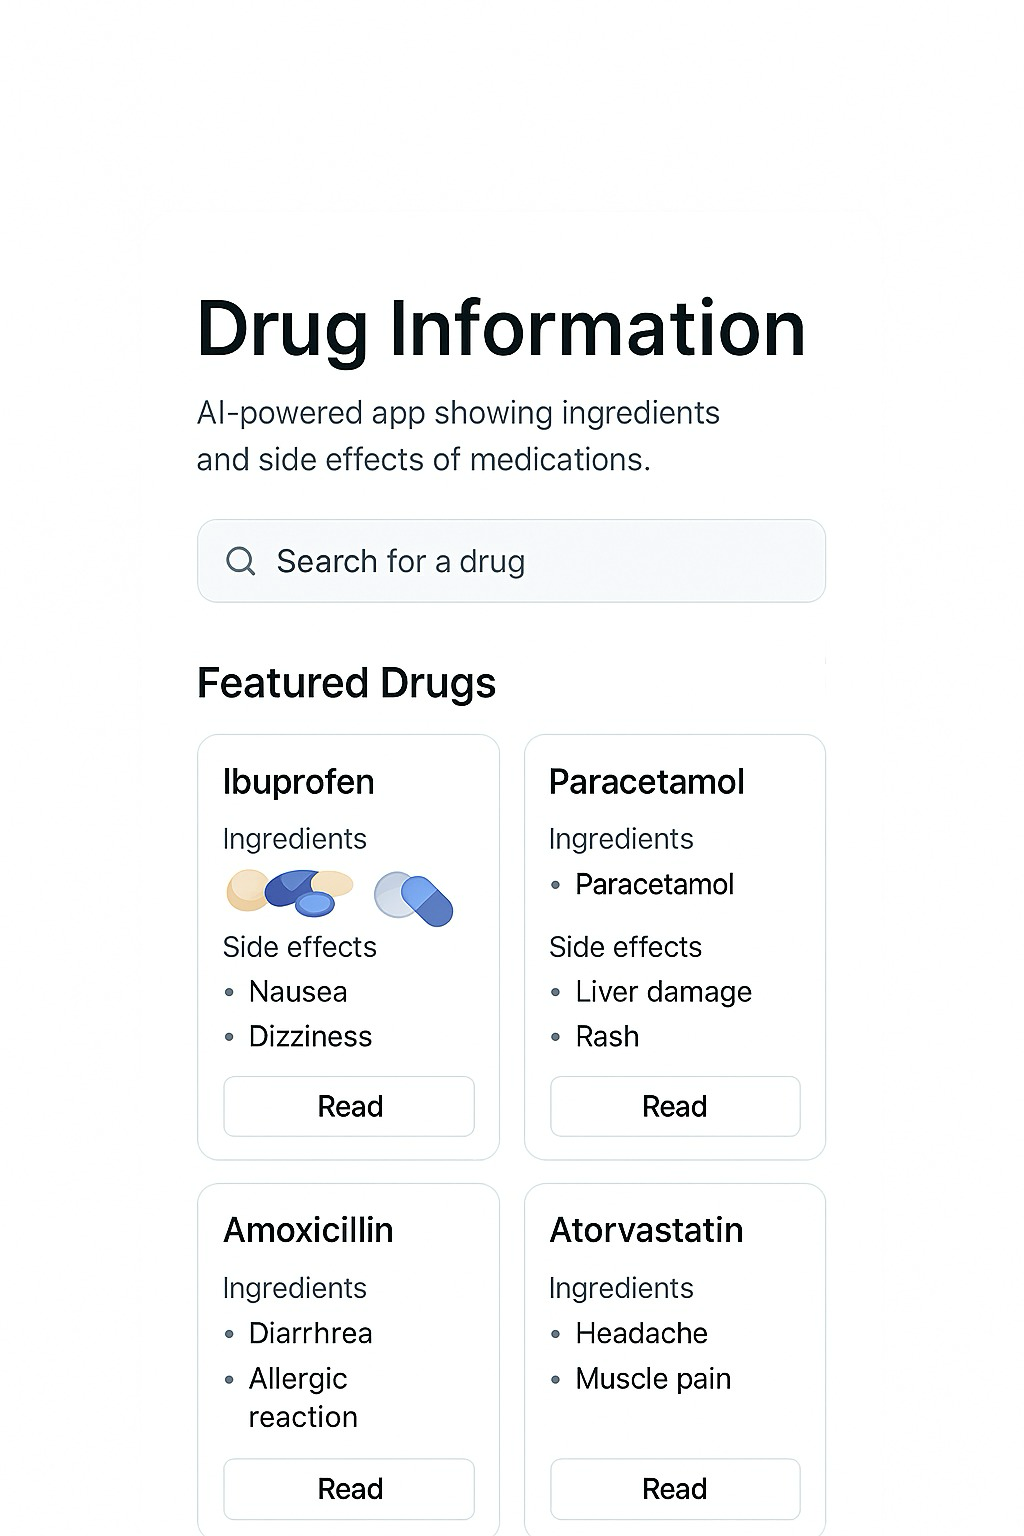 Drug Information
AI-powered app showing ingredients
and side effects of medications.
Search for a drug
Featured Drugs
Ibuprofen
Ingredients
Side effects
• Nausea
• Dizziness
Read
Paracetamol
Ingredients
• Paracetamol
Side effects
• Liver damage
• Rash
Read
Amoxicillin
Ingredients
• Diarrhrea
• Allergic
reaction
Read
Atorvastatin
Ingredients
• Headache
• Muscle pain
Read